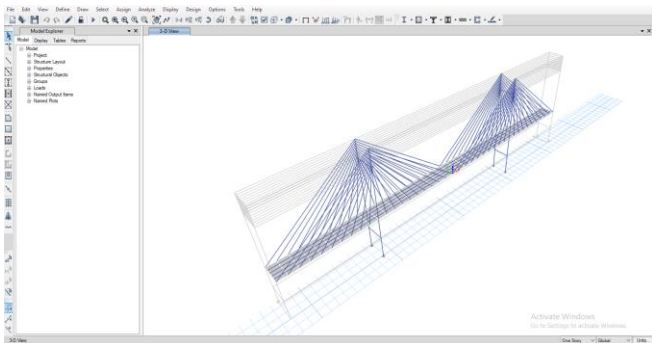 File Edit View Define Draw Select Assign Analyze Display Design Options Tools Help
Model Explorer
3-D View
Model Display Tables Reports
Model
Project
Structure Layout
Properties
Structural Objects
Groups
Loads
Named Output Items
Named Plots
Activate Windows
Go to Settings to activate Windows.
3-D View
One Story
Global
Units